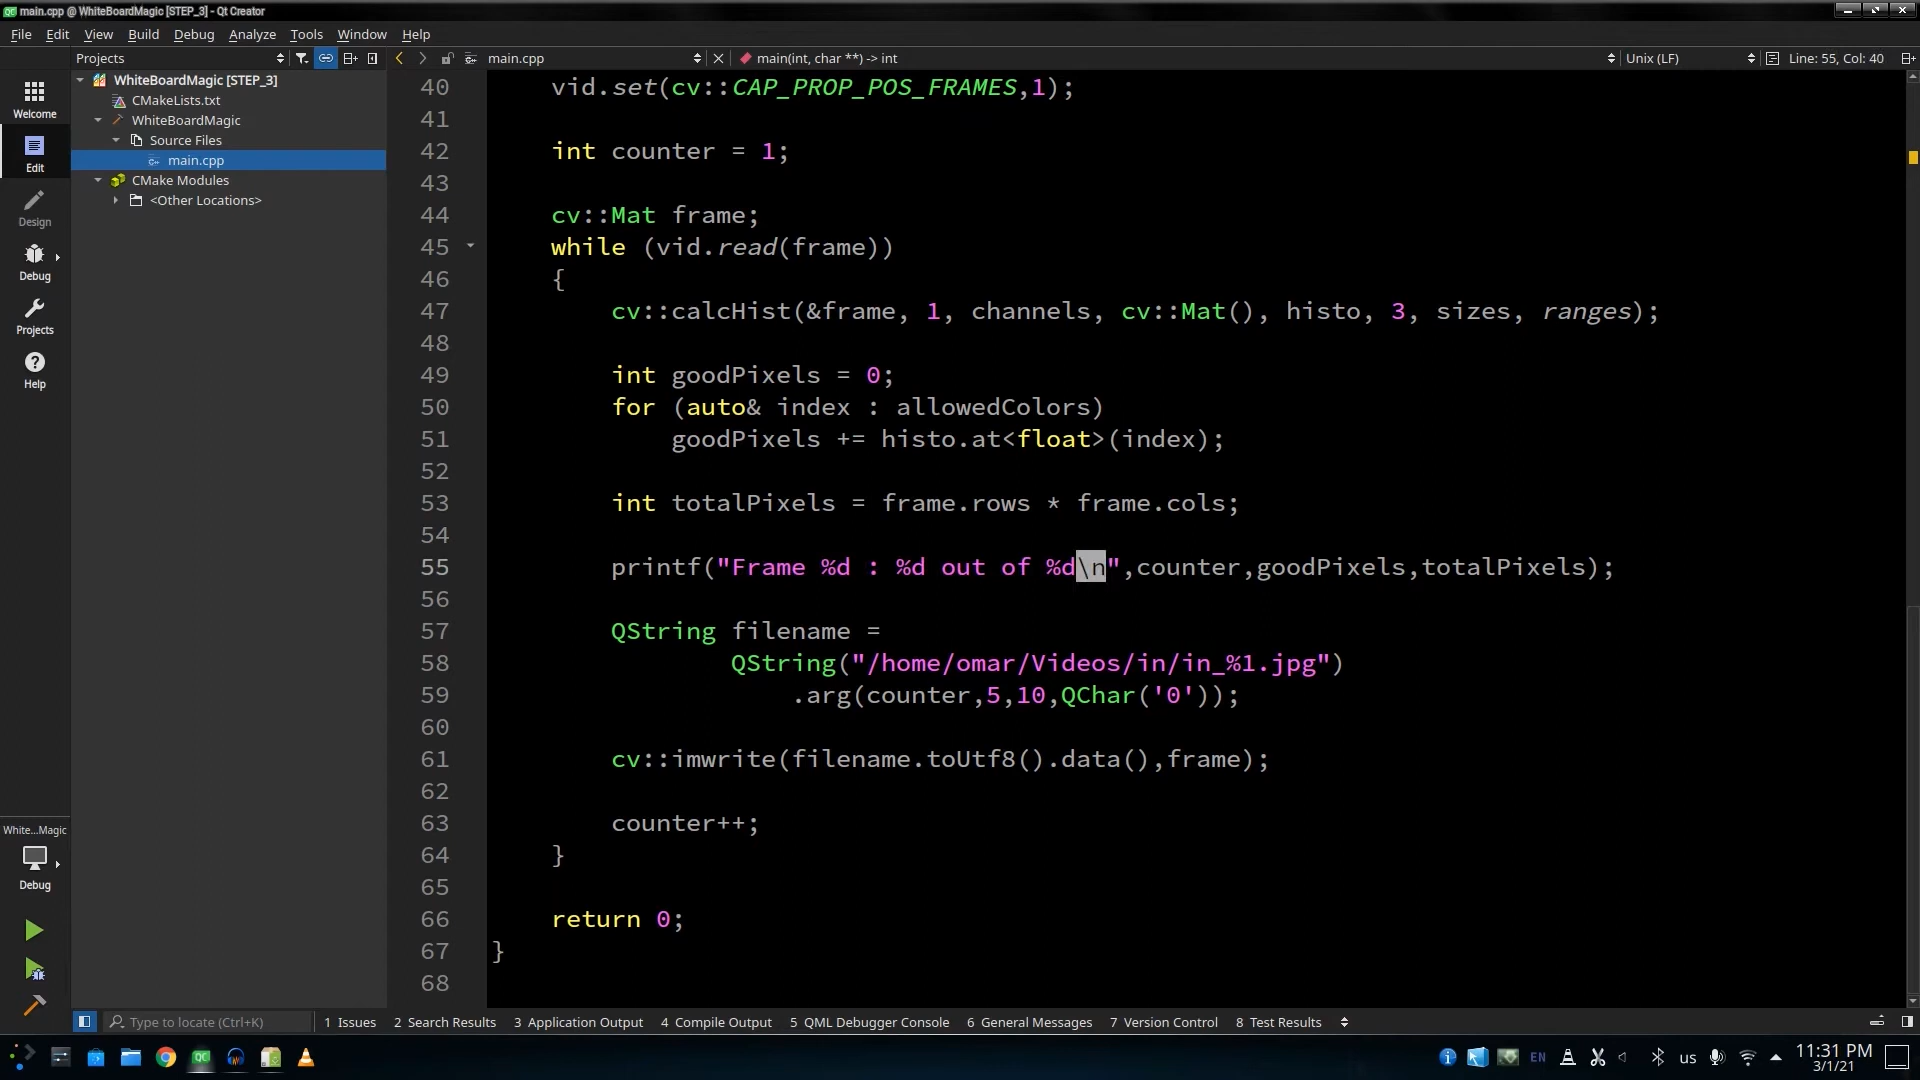 main.cpp @ WhiteBoardMagic [STEP_3] - Qt Creator
File Edit View Build Debug Analyze Tools Window Help
Projects main.cpp main(int, char **) -> int Unix (LF) Line: 55, Col: 40
WhiteBoardMagic [STEP_3]
CMakeLists.txt
WhiteBoardMagic
Source Files
main.cpp
CMake Modules
<Other Locations>
Welcome
Edit
Design
Debug
Projects
Help
White...Magic
Debug
40 vid.set(cv::CAP_PROP_POS_FRAMES,1);
41
42 int counter = 1;
43
44 cv::Mat frame;
45 while (vid.read(frame))
46 {
47 cv::calcHist(&frame, 1, channels, cv::Mat(), histo, 3, sizes, ranges);
48
49 int goodPixels = 0;
50 for (auto& index : allowedColors)
51 goodPixels += histo.at<float>(index);
52
53 int totalPixels = frame.rows * frame.cols;
54
55 printf("Frame %d : %d out of %d\n",counter,goodPixels,totalPixels);
56
57 QString filename =
58 QString("/home/omar/Videos/in/in_%1.jpg")
59 .arg(counter,5,10,QChar('0'));
60
61 cv::imwrite(filename.toUtf8().data(),frame);
62
63 counter++;
64 }
65
66 return 0;
67 }
68
Type to locate (Ctrl+K) 1 Issues 2 Search Results 3 Application Output 4 Compile Output 5 QML Debugger Console 6 General Messages 7 Version Control 8 Test Results
EN us 11:31 PM
3/1/21